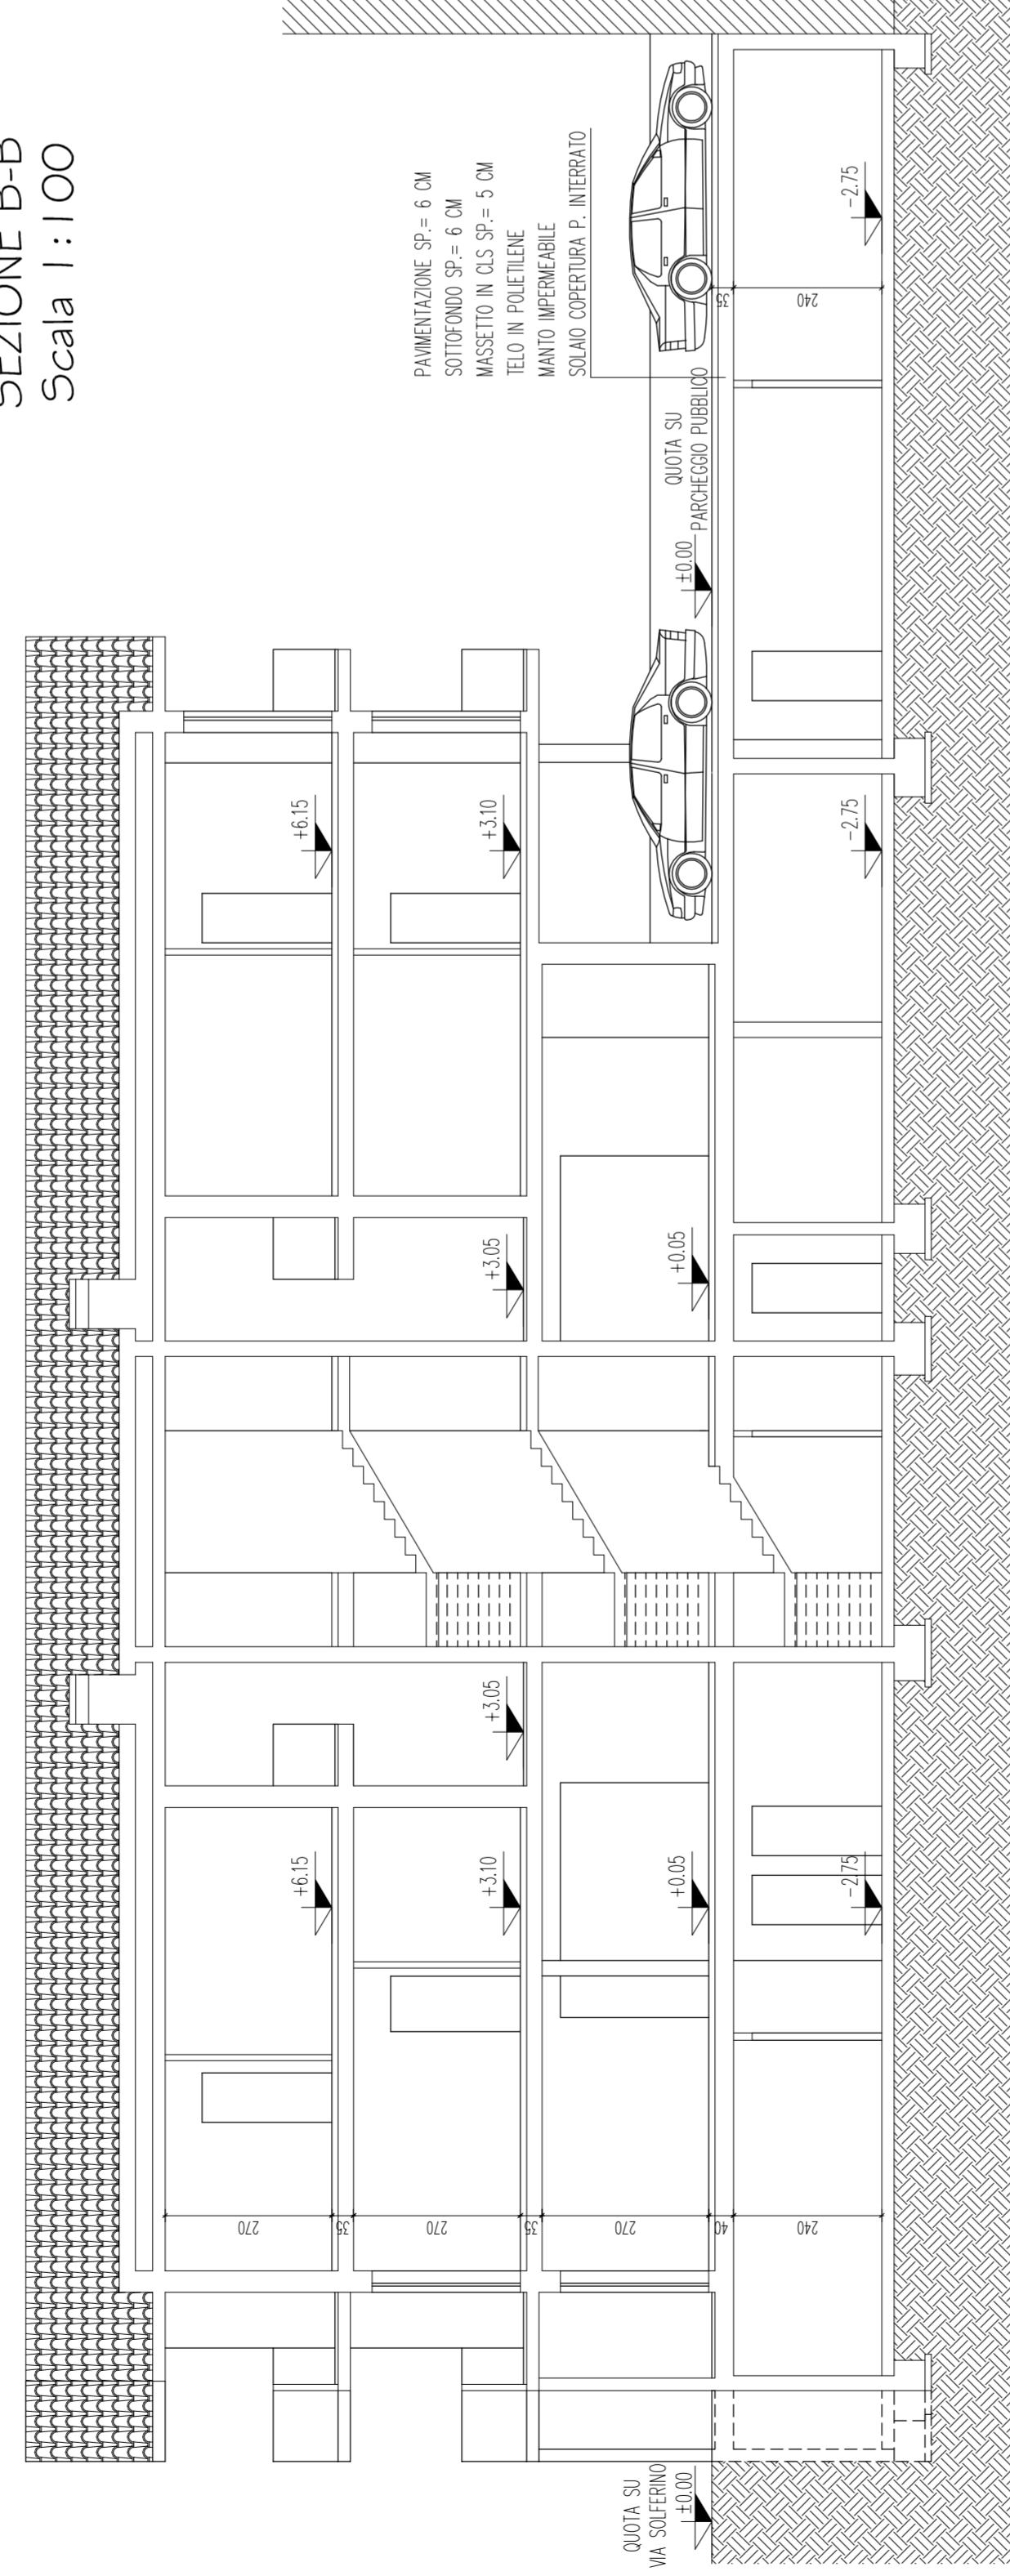 SEZIONE B-B
Scala 1:100
PAVIMENTAZIONE SP.= 6 CM
SOTTOFONDO SP.= 6 CM
MASSETTO IN CLS SP.= 5 CM
TELO IN POLIETILENE
MANTO IMPERMEABILE
SOLAIO COPERTURA P. INTERRATO
270
+6.15
+6.15
35
270
+3.10
+3.05
+3.05
+3.10
35
270
+0.05
+0.05
QUOTA SU
VIA SOLFERINO
±0.00
QUOTA SU
PARCHEGGIO PUBBLICO
±0.00
40
35
240
-2.75
-2.75
240
-2.75